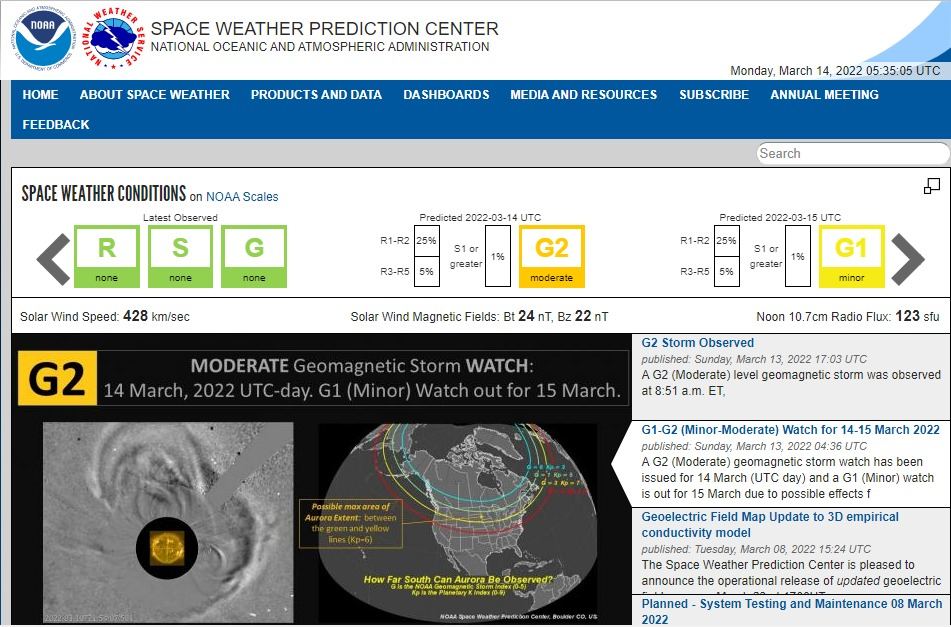 NOAA
NATIONAL WEATHER SERVICE
SPACE WEATHER PREDICTION CENTER
NATIONAL OCEANIC AND ATMOSPHERIC ADMINISTRATION
Monday, March 14, 2022 05:35:05 UTC
HOME ABOUT SPACE WEATHER PRODUCTS AND DATA DASHBOARDS MEDIA AND RESOURCES SUBSCRIBE ANNUAL MEETING
FEEDBACK
Search
SPACE WEATHER CONDITIONS on NOAA Scales
Latest Observed
R
none
S
none
G
none
Predicted 2022-03-14 UTC
R1-R2 25%
R3-R5 5%
S1 or
greater
1%
G2
moderate
Predicted 2022-03-15 UTC
R1-R2 25%
R3-R5 5%
S1 or
greater
1%
G1
minor
Solar Wind Speed: 428 km/sec
Solar Wind Magnetic Fields: Bt 24 nT, Bz 22 nT
Noon 10.7cm Radio Flux: 123 sfu
G2
MODERATE Geomagnetic Storm WATCH:
14 March, 2022 UTC-day. G1 (Minor) Watch out for 15 March.
Possible max area of
Aurora Extent: between
the green and yellow
lines (Kp=6)
How Far South Can Aurora Be Observed?
G is the NOAA Geomagnetic Storm Index (0-5)
Kp is the Planetary K Index (0-9)
NOAA Space Weather Prediction Center, Boulder CO, US
G2 Storm Observed
published: Sunday, March 13, 2022 17:03 UTC
A G2 (Moderate) level geomagnetic storm was observed
at 8:51 a.m. ET,
G1-G2 (Minor-Moderate) Watch for 14-15 March 2022
published: Sunday, March 13, 2022 04:36 UTC
A G2 (Moderate) geomagnetic storm watch has been
issued for 14 March (UTC day) and a G1 (Minor) watch
is out for 15 March due to possible effects f
Geoelectric Field Map Update to 3D empirical
conductivity model
published: Tuesday, March 08, 2022 15:24 UTC
The Space Weather Prediction Center is pleased to
announce the operational release of updated geoelectric
Planned - System Testing and Maintenance 08 March
2022